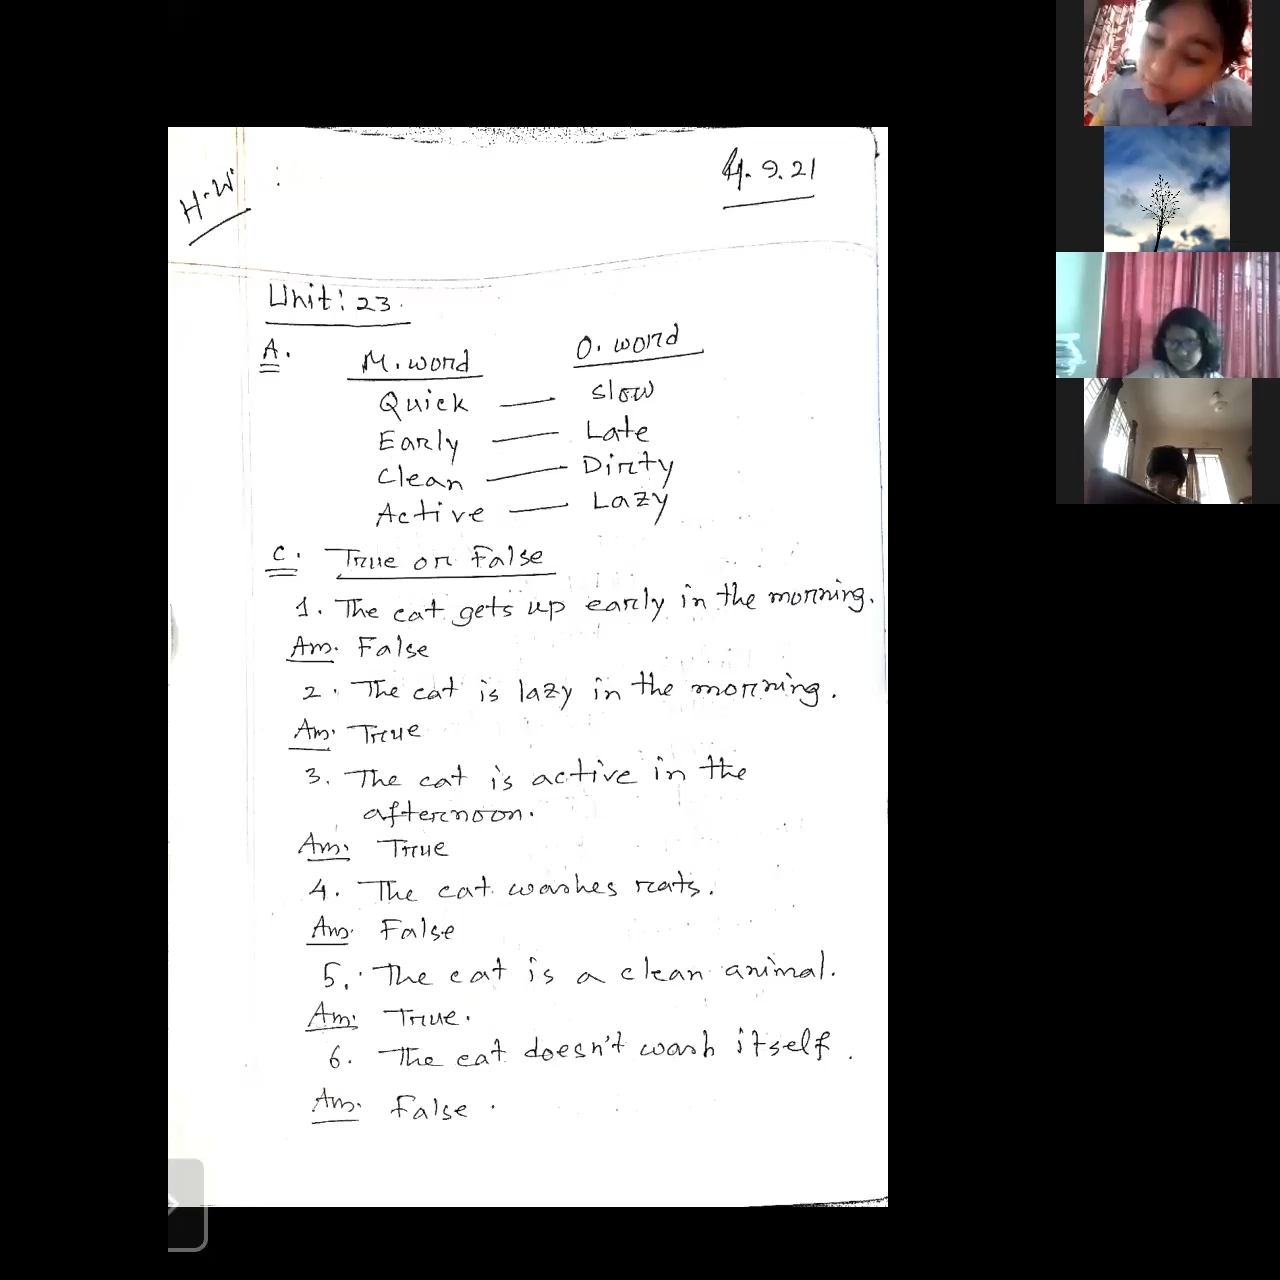 H.W
4.9.21
Unit: 23.
A.
M. word O. word
Quick — Slow
Early — Late
Clean — Dirty
Active — Lazy
C. True or False
1. The cat gets up early in the morning.
Ans. False
2. The cat is lazy in the morning.
Ans. True
3. The cat is active in the
afternoon.
Ans. True
4. The cat washes rats.
Ans. False
5. The cat is a clean animal.
Ans. True.
6. The cat doesn't wash itself.
Ans. False.